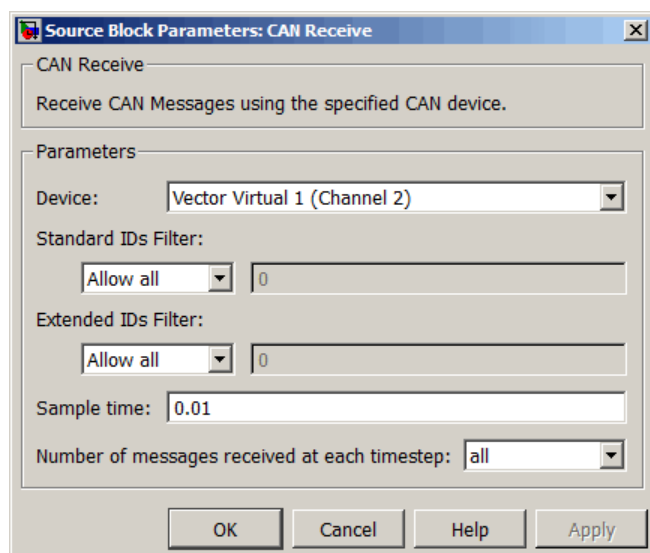 Source Block Parameters: CAN Receive
CAN Receive
Receive CAN Messages using the specified CAN device.
Parameters
Device: Vector Virtual 1 (Channel 2)
Standard IDs Filter:
Allow all 0
Extended IDs Filter:
Allow all 0
Sample time: 0.01
Number of messages received at each timestep: all
OK Cancel Help Apply